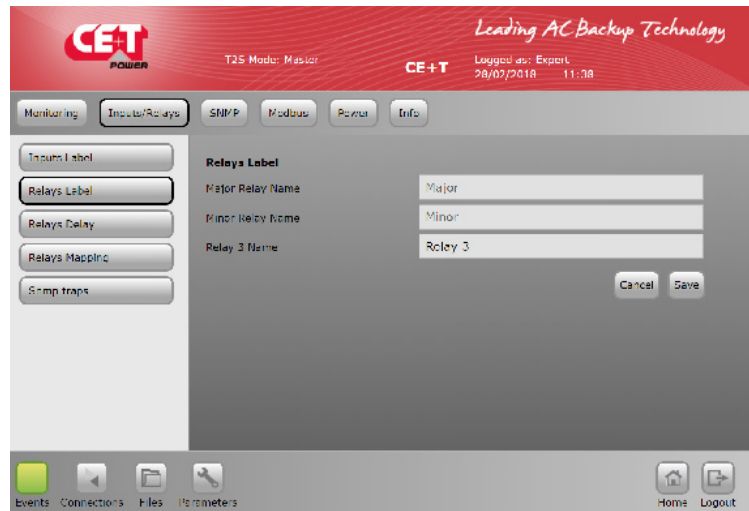 CE+T
POWER
Leading AC Backup Technology
T2S Mode: Master
CE+T
Logged as: Expert
28/02/2018 11:38
Monitoring
Inputs/Relays
SNMP
Modbus
Power
Info
Inputs Label
Relays Label
Relays Delay
Relays Mapping
Snmp traps
Relays Label
Major Relay Name
Major
Minor Relay Name
Minor
Relay 3 Name
Relay 3
Cancel
Save
Events
Connections
Files
Parameters
Home
Logout